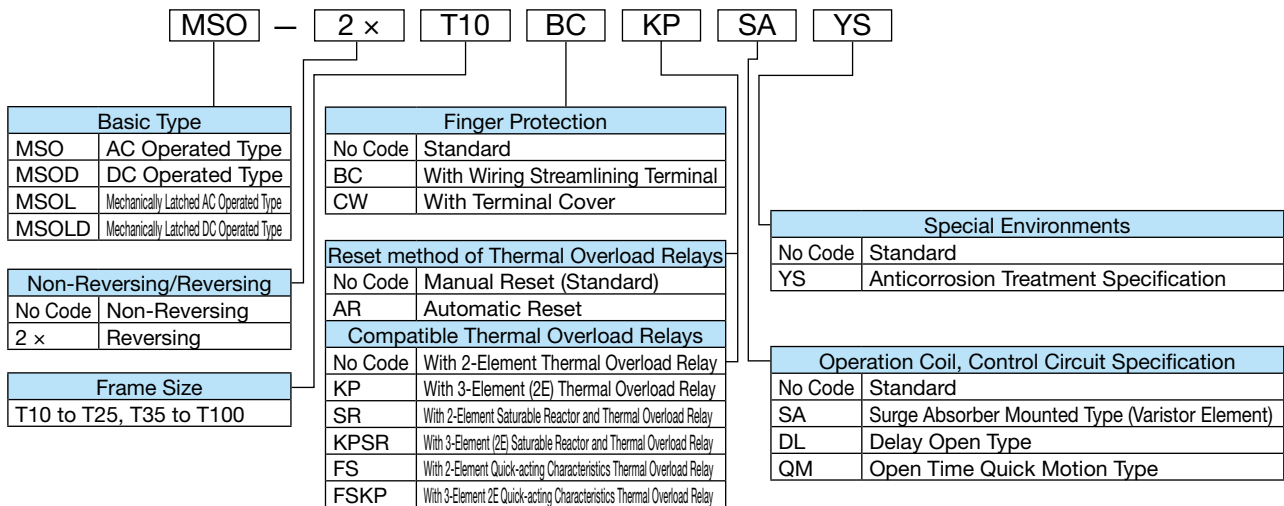 MSO — 2 × T10 BC KP SA YS
Basic Type
MSO AC Operated Type
MSOD DC Operated Type
MSOL Mechanically Latched AC Operated Type
MSOLD Mechanically Latched DC Operated Type
Non-Reversing/Reversing
No Code Non-Reversing
2 × Reversing
Frame Size
T10 to T25, T35 to T100
Finger Protection
No Code Standard
BC With Wiring Streamlining Terminal
CW With Terminal Cover
Reset method of Thermal Overload Relays
No Code Manual Reset (Standard)
AR Automatic Reset
Compatible Thermal Overload Relays
No Code With 2-Element Thermal Overload Relay
KP With 3-Element (2E) Thermal Overload Relay
SR With 2-Element Saturable Reactor and Thermal Overload Relay
KPSR With 3-Element (2E) Saturable Reactor and Thermal Overload Relay
FS With 2-Element Quick-acting Characteristics Thermal Overload Relay
FSKP With 3-Element 2E Quick-acting Characteristics Thermal Overload Relay
Special Environments
No Code Standard
YS Anticorrosion Treatment Specification
Operation Coil, Control Circuit Specification
No Code Standard
SA Surge Absorber Mounted Type (Varistor Element)
DL Delay Open Type
QM Open Time Quick Motion Type